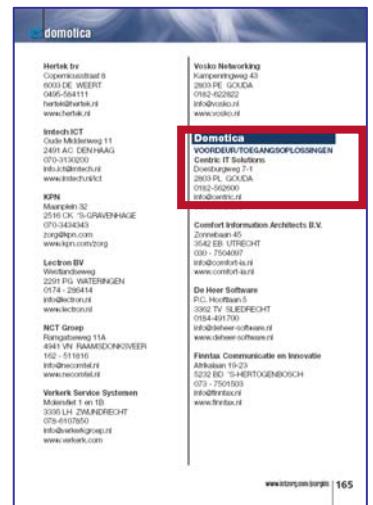 domotica
Hertek bv
Copernicusstraat 8
6003 DE WEERT
0495-584111
hertek@hertek.nl
www.hertek.nl
Imtech ICT
Oude Middenweg 11
2491 AC DEN HAAG
070-3130200
info.ict@imtech.nl
www.imtech.nl/ict
KPN
Maanplein 32
2516 CK 'S-GRAVENHAGE
070-3434343
zorg@kpn.com
www.kpn.com/zorg
Lectron BV
Westlandseweg
2291 PG WATERINGEN
0174 - 286414
info@lectron.nl
www.lectron.nl
NCT Groep
Ramgatseweg 11A
4941 VN RAAMSDONKSVEER
162 - 511616
info@necomtel.nl
www.necomtel.nl
Verkerk Service Systemen
Molenvliet 1 en 1B
3335 LH ZWIJNDRECHT
078-6107850
info@verkerkgroep.nl
www.verkerk.com
Vosko Networking
Kampenringweg 43
2803 PE GOUDA
0182-622822
info@vosko.nl
www.vosko.nl
Domotica
VOORDEUR/TOEGANGSOPLOSSINGEN
Centric IT Solutions
Doesburgweg 7-1
2803 PL GOUDA
0182-562600
info@centric.nl
Comfort Information Architects B.V.
Zonnebaan 45
3542 EB UTRECHT
030 - 7504097
info@comfort-ia.nl
www.comfort-ia.nl
De Heer Software
P.C. Hooftlaan 5
3362 TV SLIEDRECHT
0184-491700
info@deheer-software.nl
www.deheer-software.nl
Finntax Communicatie en Innovatie
Afrikalaan 19-23
5232 BD 'S-HERTOGENBOSCH
073 - 7501503
info@finntax.nl
www.finntax.nl
165